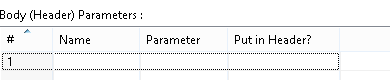 Body (Header) Parameters :
# Name Parameter Put in Header?
1